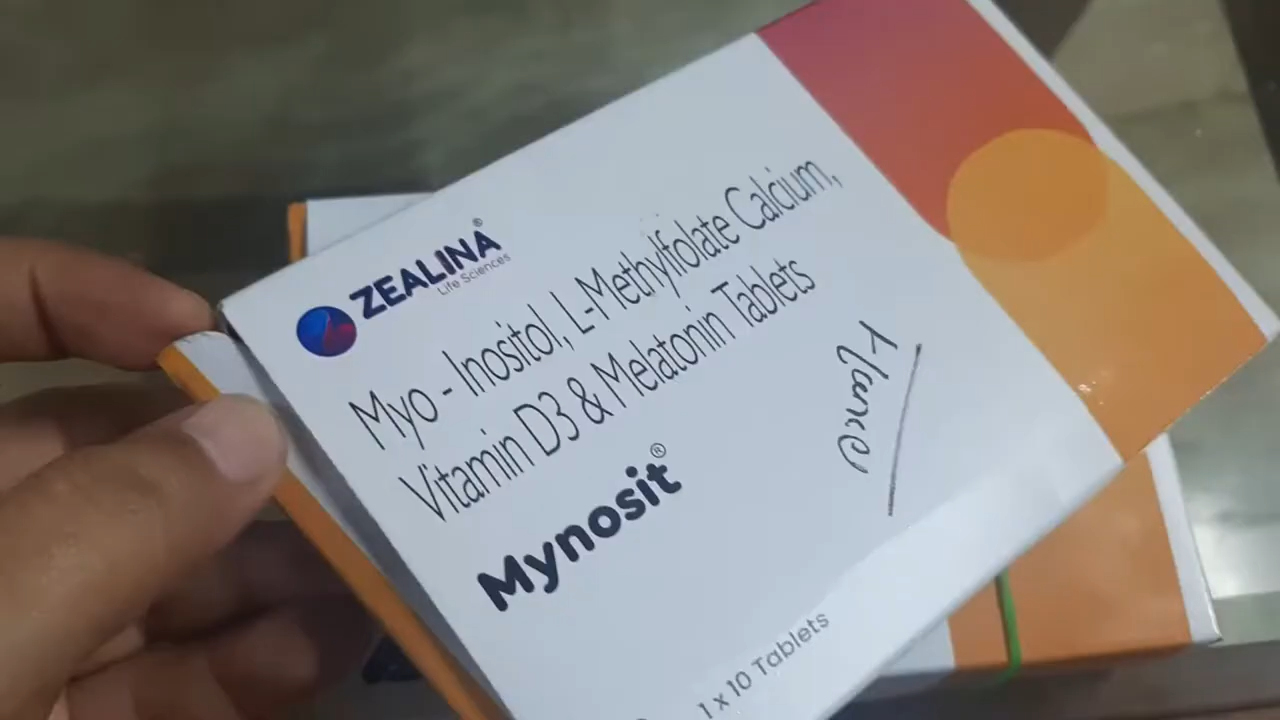 ZEALINA®
Life Sciences
Myo - Inositol, L-Methylfolate Calcium,
Vitamin D3 & Melatonin Tablets
Mynosit®
1 x 10 Tablets